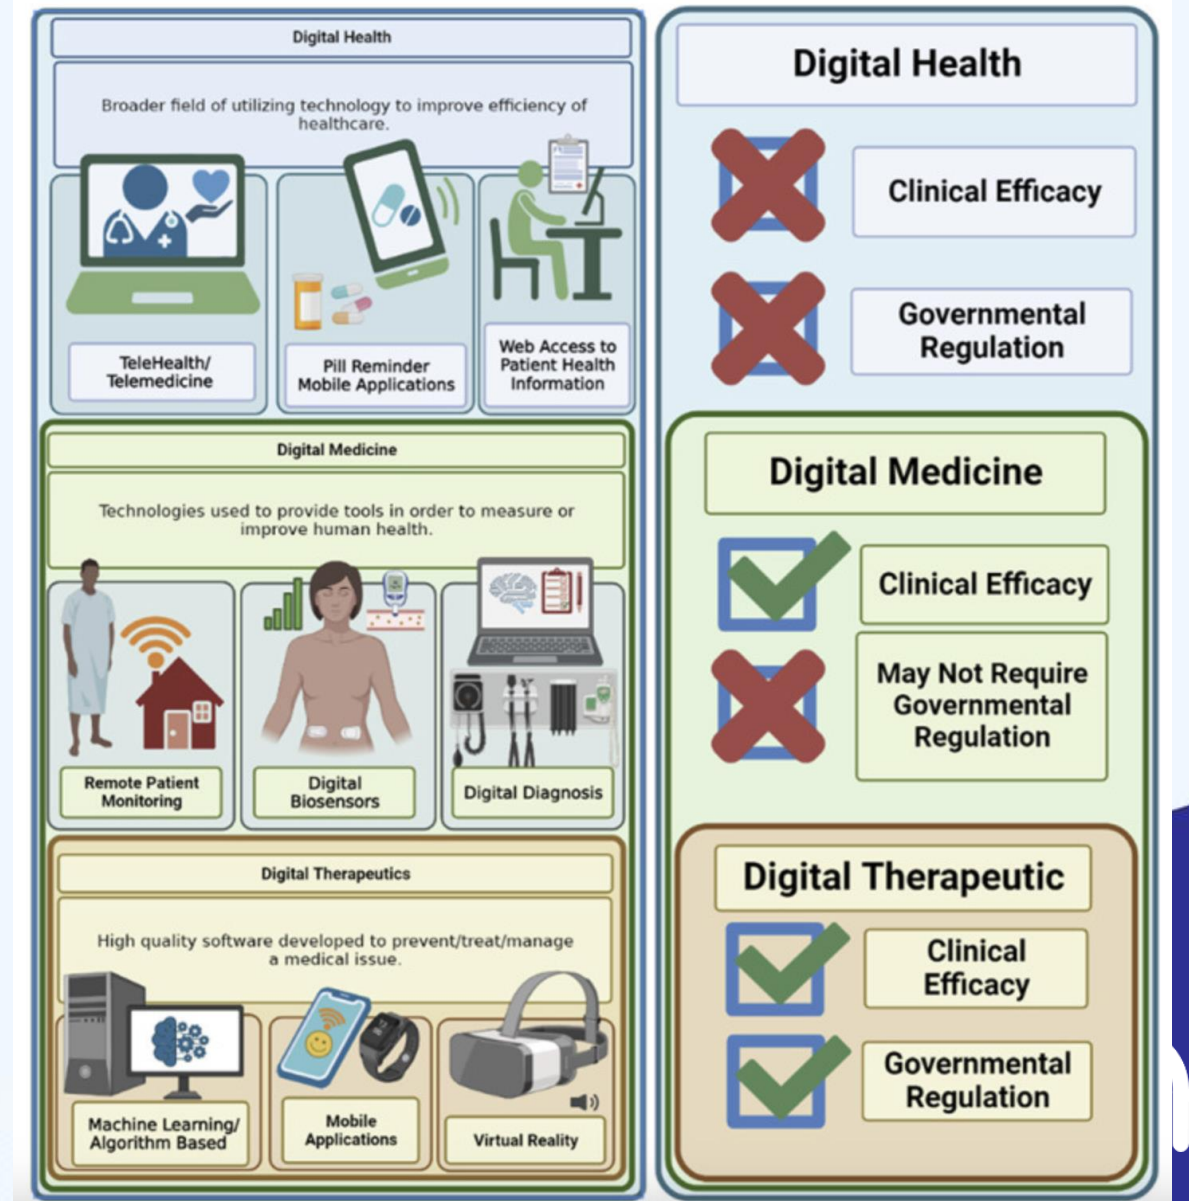 Digital Health
Broader field of utilizing technology to improve efficiency of
healthcare.
TeleHealth/
Telemedicine
Pill Reminder
Mobile Applications
Web Access to
Patient Health
Information
Digital Medicine
Technologies used to provide tools in order to measure or
improve human health.
Remote Patient
Monitoring
Digital
Biosensors
Digital Diagnosis
Digital Therapeutics
High quality software developed to prevent/treat/manage
a medical issue.
Machine Learning/
Algorithm Based
Mobile
Applications
Virtual Reality
Digital Health
Clinical Efficacy
Governmental
Regulation
Digital Medicine
Clinical Efficacy
May Not Require
Governmental
Regulation
Digital Therapeutic
Clinical
Efficacy
Governmental
Regulation